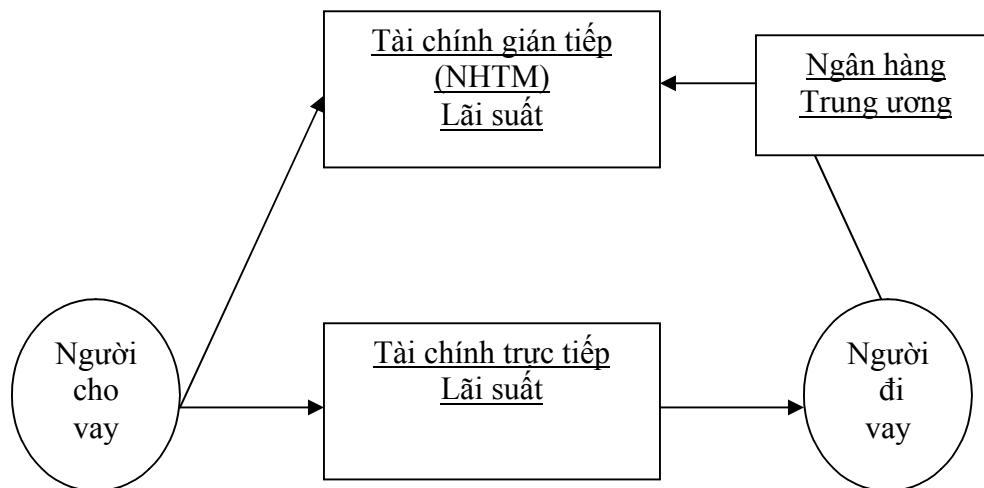 Tài chính gián tiếp
(NHTM)
Lãi suất
Ngân hàng
Trung ương
Người
cho
vay
Tài chính trực tiếp
Lãi suất
Người
đi
vay